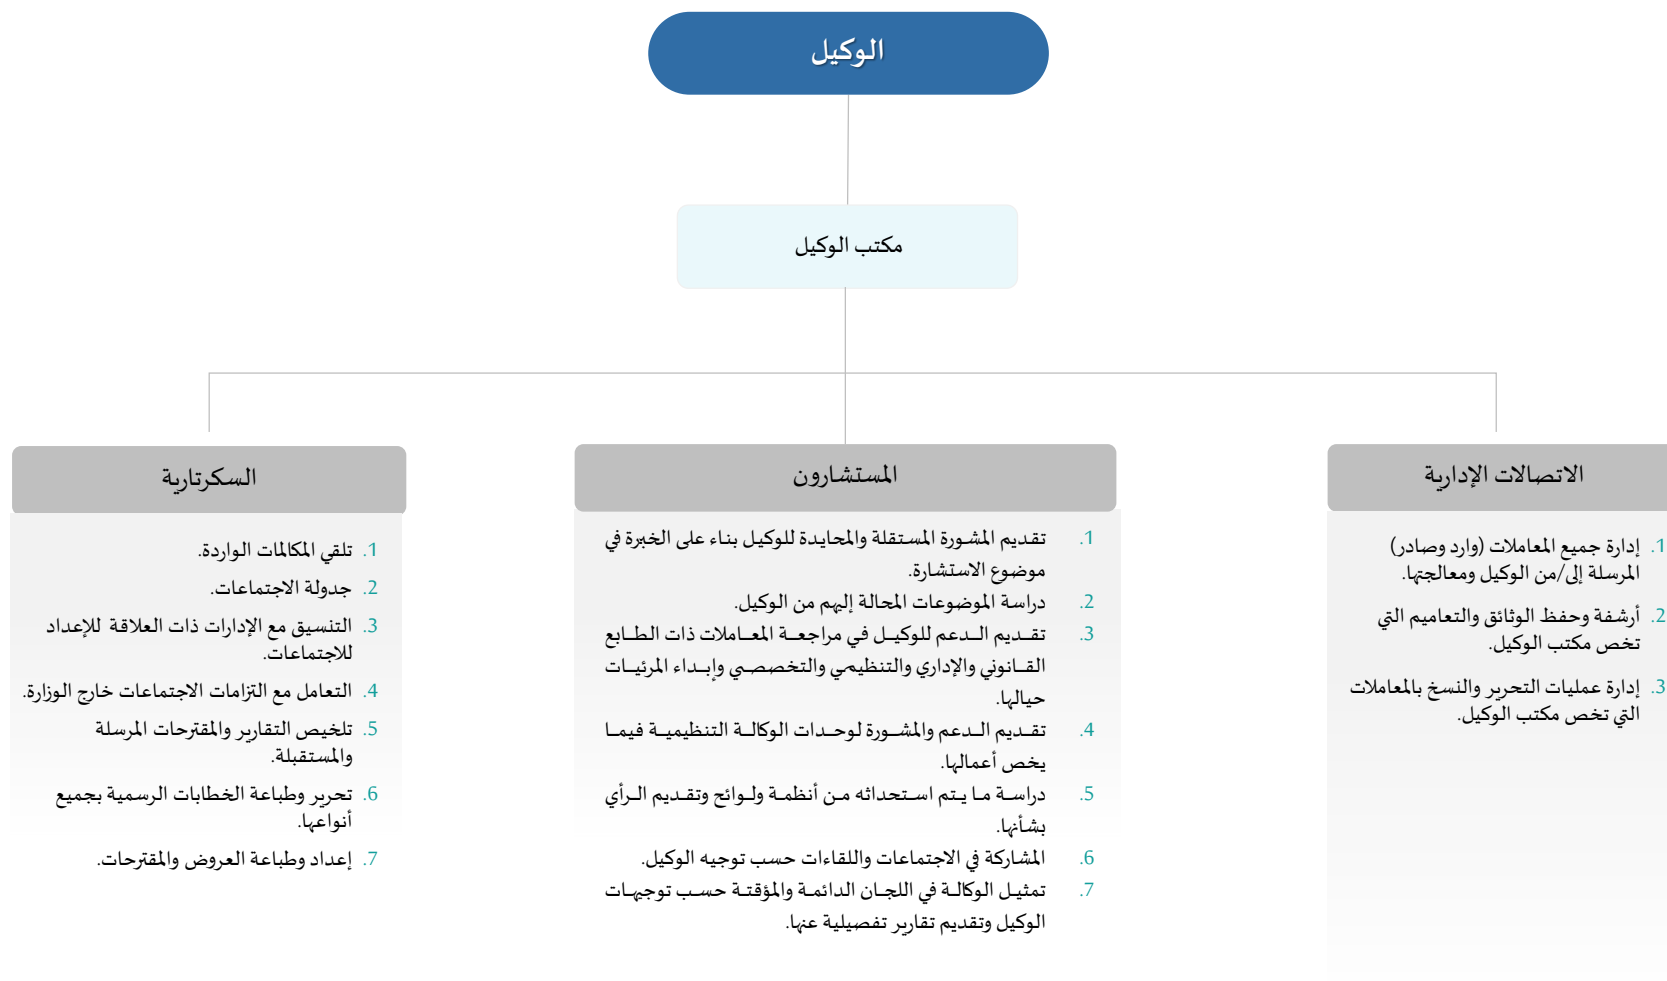 الوكيل
مكتب الوكيل
الاتصالات الإدارية
1. إدارة جميع المعاملات (وارد وصادر)
المرسلة إلى/من الوكيل ومعالجتها.
2. أرشفة وحفظ الوثائق والتعاميم التي
تخص مكتب الوكيل.
3. إدارة عمليات التحرير والنسخ بالمعاملات
التي تخص مكتب الوكيل.
المستشارون
1. تقديم المشورة المستقلة والمحايدة للوكيل بناء على الخبرة في
موضوع الاستشارة.
2. دراسة الموضوعات المحالة إليهم من الوكيل.
3. تقديم الدعم للوكيل في مراجعة المعاملات ذات الطابع
القانوني والإداري والتنظيمي والتخصصي وإبداء المرئيات
حيالها.
4. تقديم الدعم والمشورة لوحدات الوكالة التنظيمية فيما
يخص أعمالها.
5. دراسة ما يتم استحداثه من أنظمة ولوائح وتقديم الرأي
بشأنها.
6. المشاركة في الاجتماعات واللقاءات حسب توجيه الوكيل.
7. تمثيل الوكالة في اللجان الدائمة والمؤقتة حسب توجيهات
الوكيل وتقديم تقارير تفصيلية عنها.
السكرتارية
1. تلقي المكالمات الواردة.
2. جدولة الاجتماعات.
3. التنسيق مع الإدارات ذات العلاقة للإعداد
للاجتماعات.
4. التعامل مع التزامات الاجتماعات خارج الوزارة.
5. تلخيص التقارير والمقترحات المرسلة
والمستقبلة.
6. تحرير وطباعة الخطابات الرسمية بجميع
أنواعها.
7. إعداد وطباعة العروض والمقترحات.